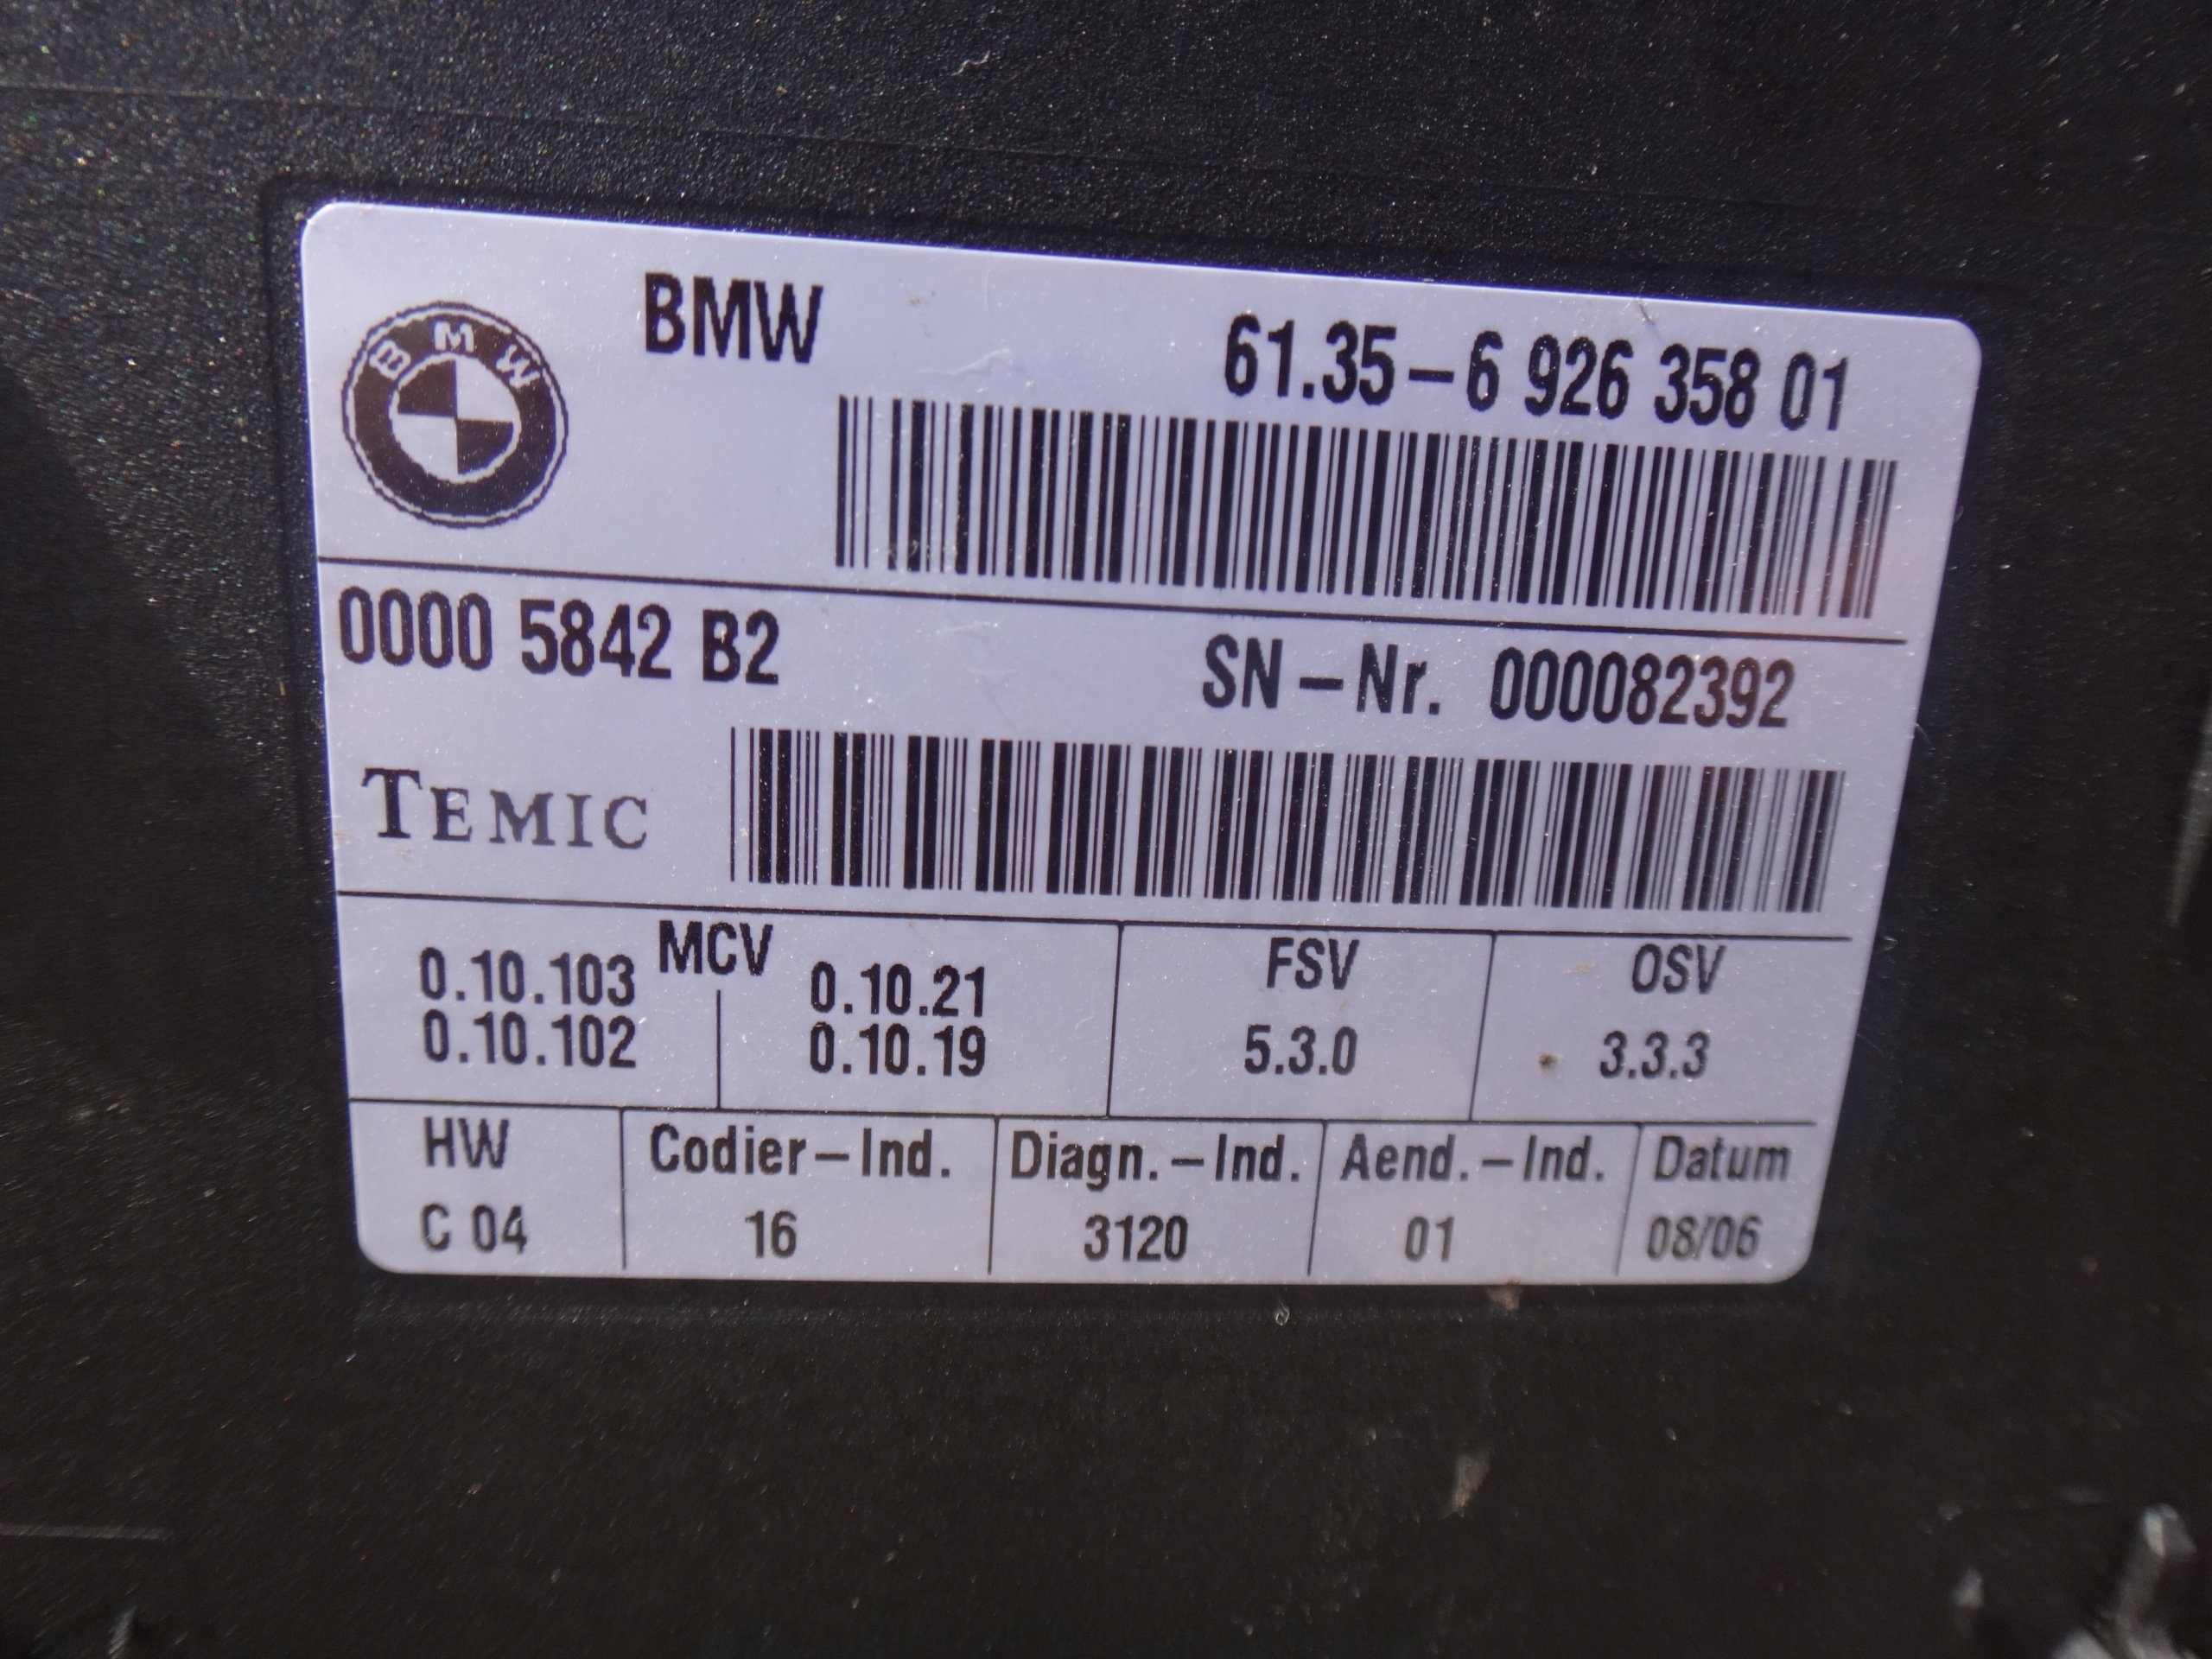 BMW
BMW 61.35-6 926 358 01
0000 5842 B2 SN-Nr. 000082392
TEMIC
MCV FSV OSV
0.10.103 0.10.21
0.10.102 0.10.19 5.3.0 3.3.3
HW Codier-Ind. Diagn.-Ind. Aend.-Ind. Datum
C 04 16 3120 01 08/06